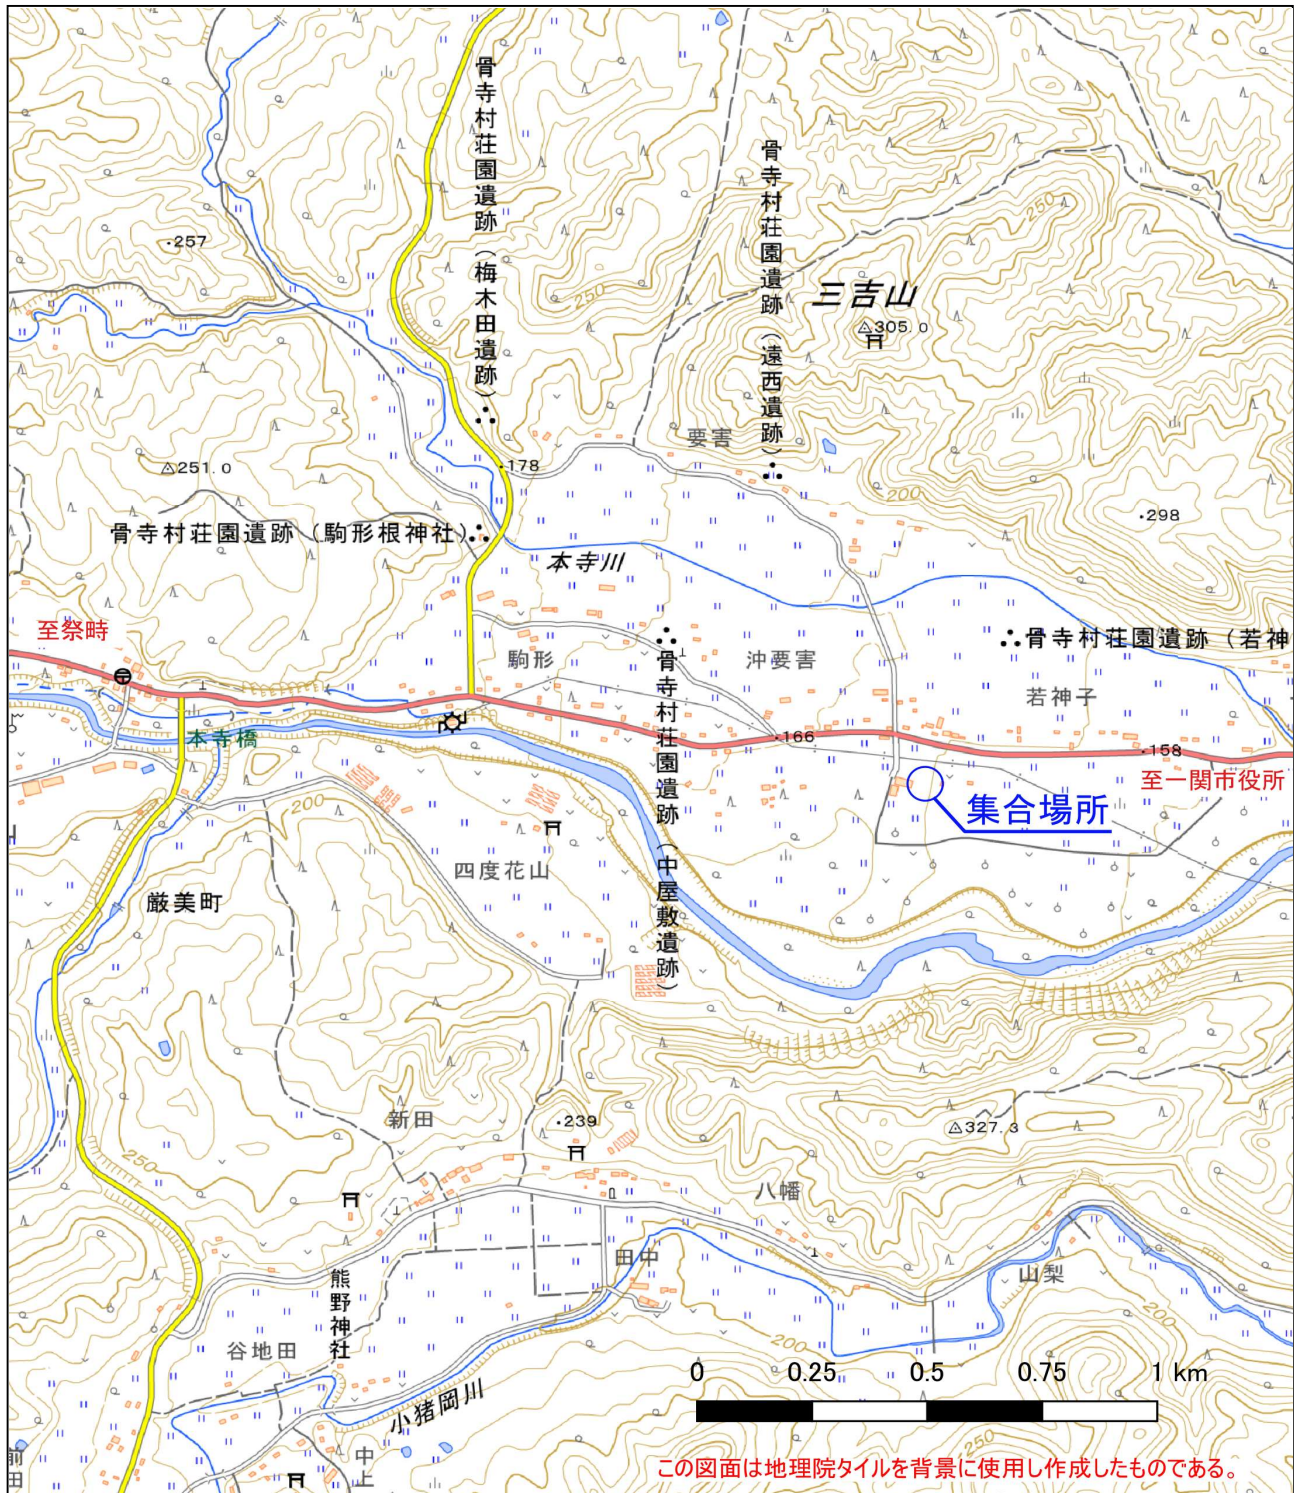 骨寺村荘園遺跡（梅木田遺跡）
骨寺村荘園遺跡（遠西遺跡）
257
250
250
三吉山
305.0
要害
178
251.0
200
298
骨寺村荘園遺跡（駒形根神社）
本寺川
至祭畤
駒形
沖要害
骨寺村荘園遺跡（若神
若神子
骨寺村荘園遺跡（中屋敷遺跡）
本寺橋
166
158
至一関市役所
集合場所
200
四度花山
厳美町
新田
239
327.3
250
八幡
田中
山梨
熊野神社
200
200
谷地田
小猪岡川
前田
中上
0 0.25 0.5 0.75 1 km
250
この図面は地理院タイルを背景に使用し作成したものである。